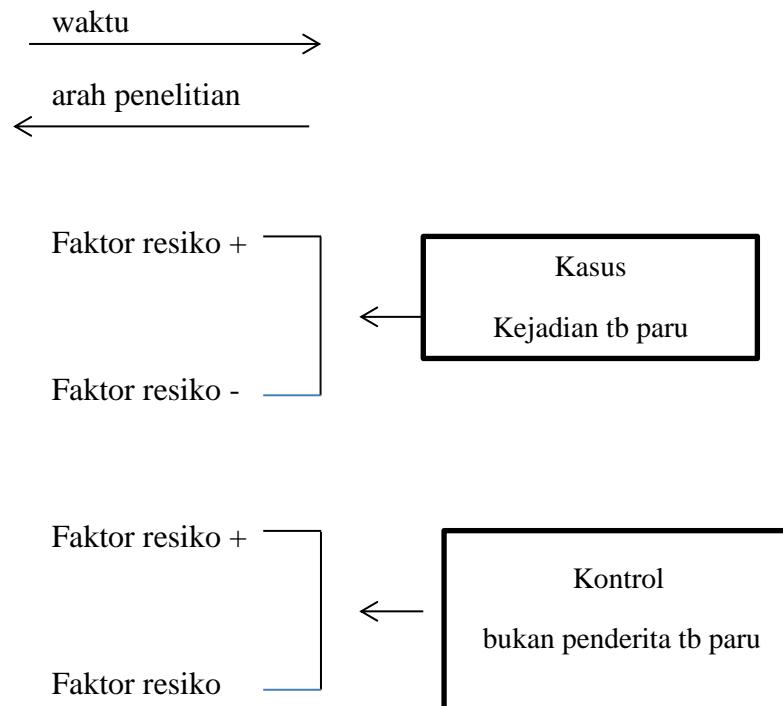 waktu
arah penelitian
Faktor resiko +
Kasus
Kejadian tb paru
Faktor resiko -
Faktor resiko +
Kontrol
bukan penderita tb paru
Faktor resiko